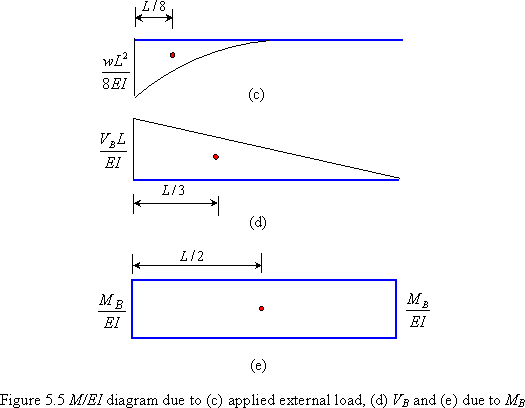 L/8
wL²
8EI
(c)
V_B L
EI
L/3
(d)
L/2
M_B
EI
M_B
EI
(e)
Figure 5.5 M/EI diagram due to (c) applied external load, (d) V_B and (e) due to M_B